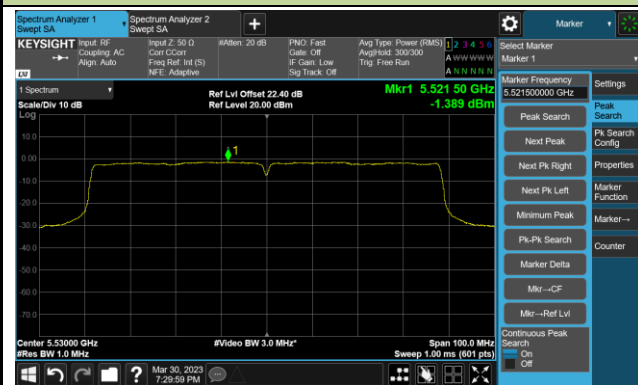 Spectrum Analyzer 1
Swept SA
Spectrum Analyzer 2
Swept SA
Marker
KEYSIGHT
Input: RF
Coupling: AC
Align: Auto
Input Z: 50 Ω
Corr CCorr
Freq Ref: Int (S)
NFE: Adaptive
#Atten: 20 dB
PNO: Fast
Gate: Off
IF Gain: Low
Sig Track: Off
Avg Type: Power (RMS)
Avg|Hold: 300/300
Trig: Free Run
1 2 3 4 5 6
A W W W W W
A N N N N N
LXI
Select Marker
Marker 1
1 Spectrum
Scale/Div 10 dB
Log
Ref Lvl Offset 22.40 dB
Ref Level 20.00 dBm
Mkr1 5.521 50 GHz
-1.389 dBm
1
10.0
0.00
-10.0
-20.0
-30.0
-40.0
-50.0
-60.0
-70.0
Center 5.53000 GHz
#Res BW 1.0 MHz
#Video BW 3.0 MHz*
Span 100.0 MHz
Sweep 1.00 ms (601 pts)
Marker Frequency
5.521500000 GHz
Peak Search
Next Peak
Next Pk Right
Next Pk Left
Minimum Peak
Pk-Pk Search
Marker Delta
Mkr→CF
Mkr→Ref Lvl
Continuous Peak
Search
On
Off
Settings
Peak
Search
Pk Search
Config
Properties
Marker
Function
Marker→
Counter
?
Mar 30, 2023
7:29:59 PM